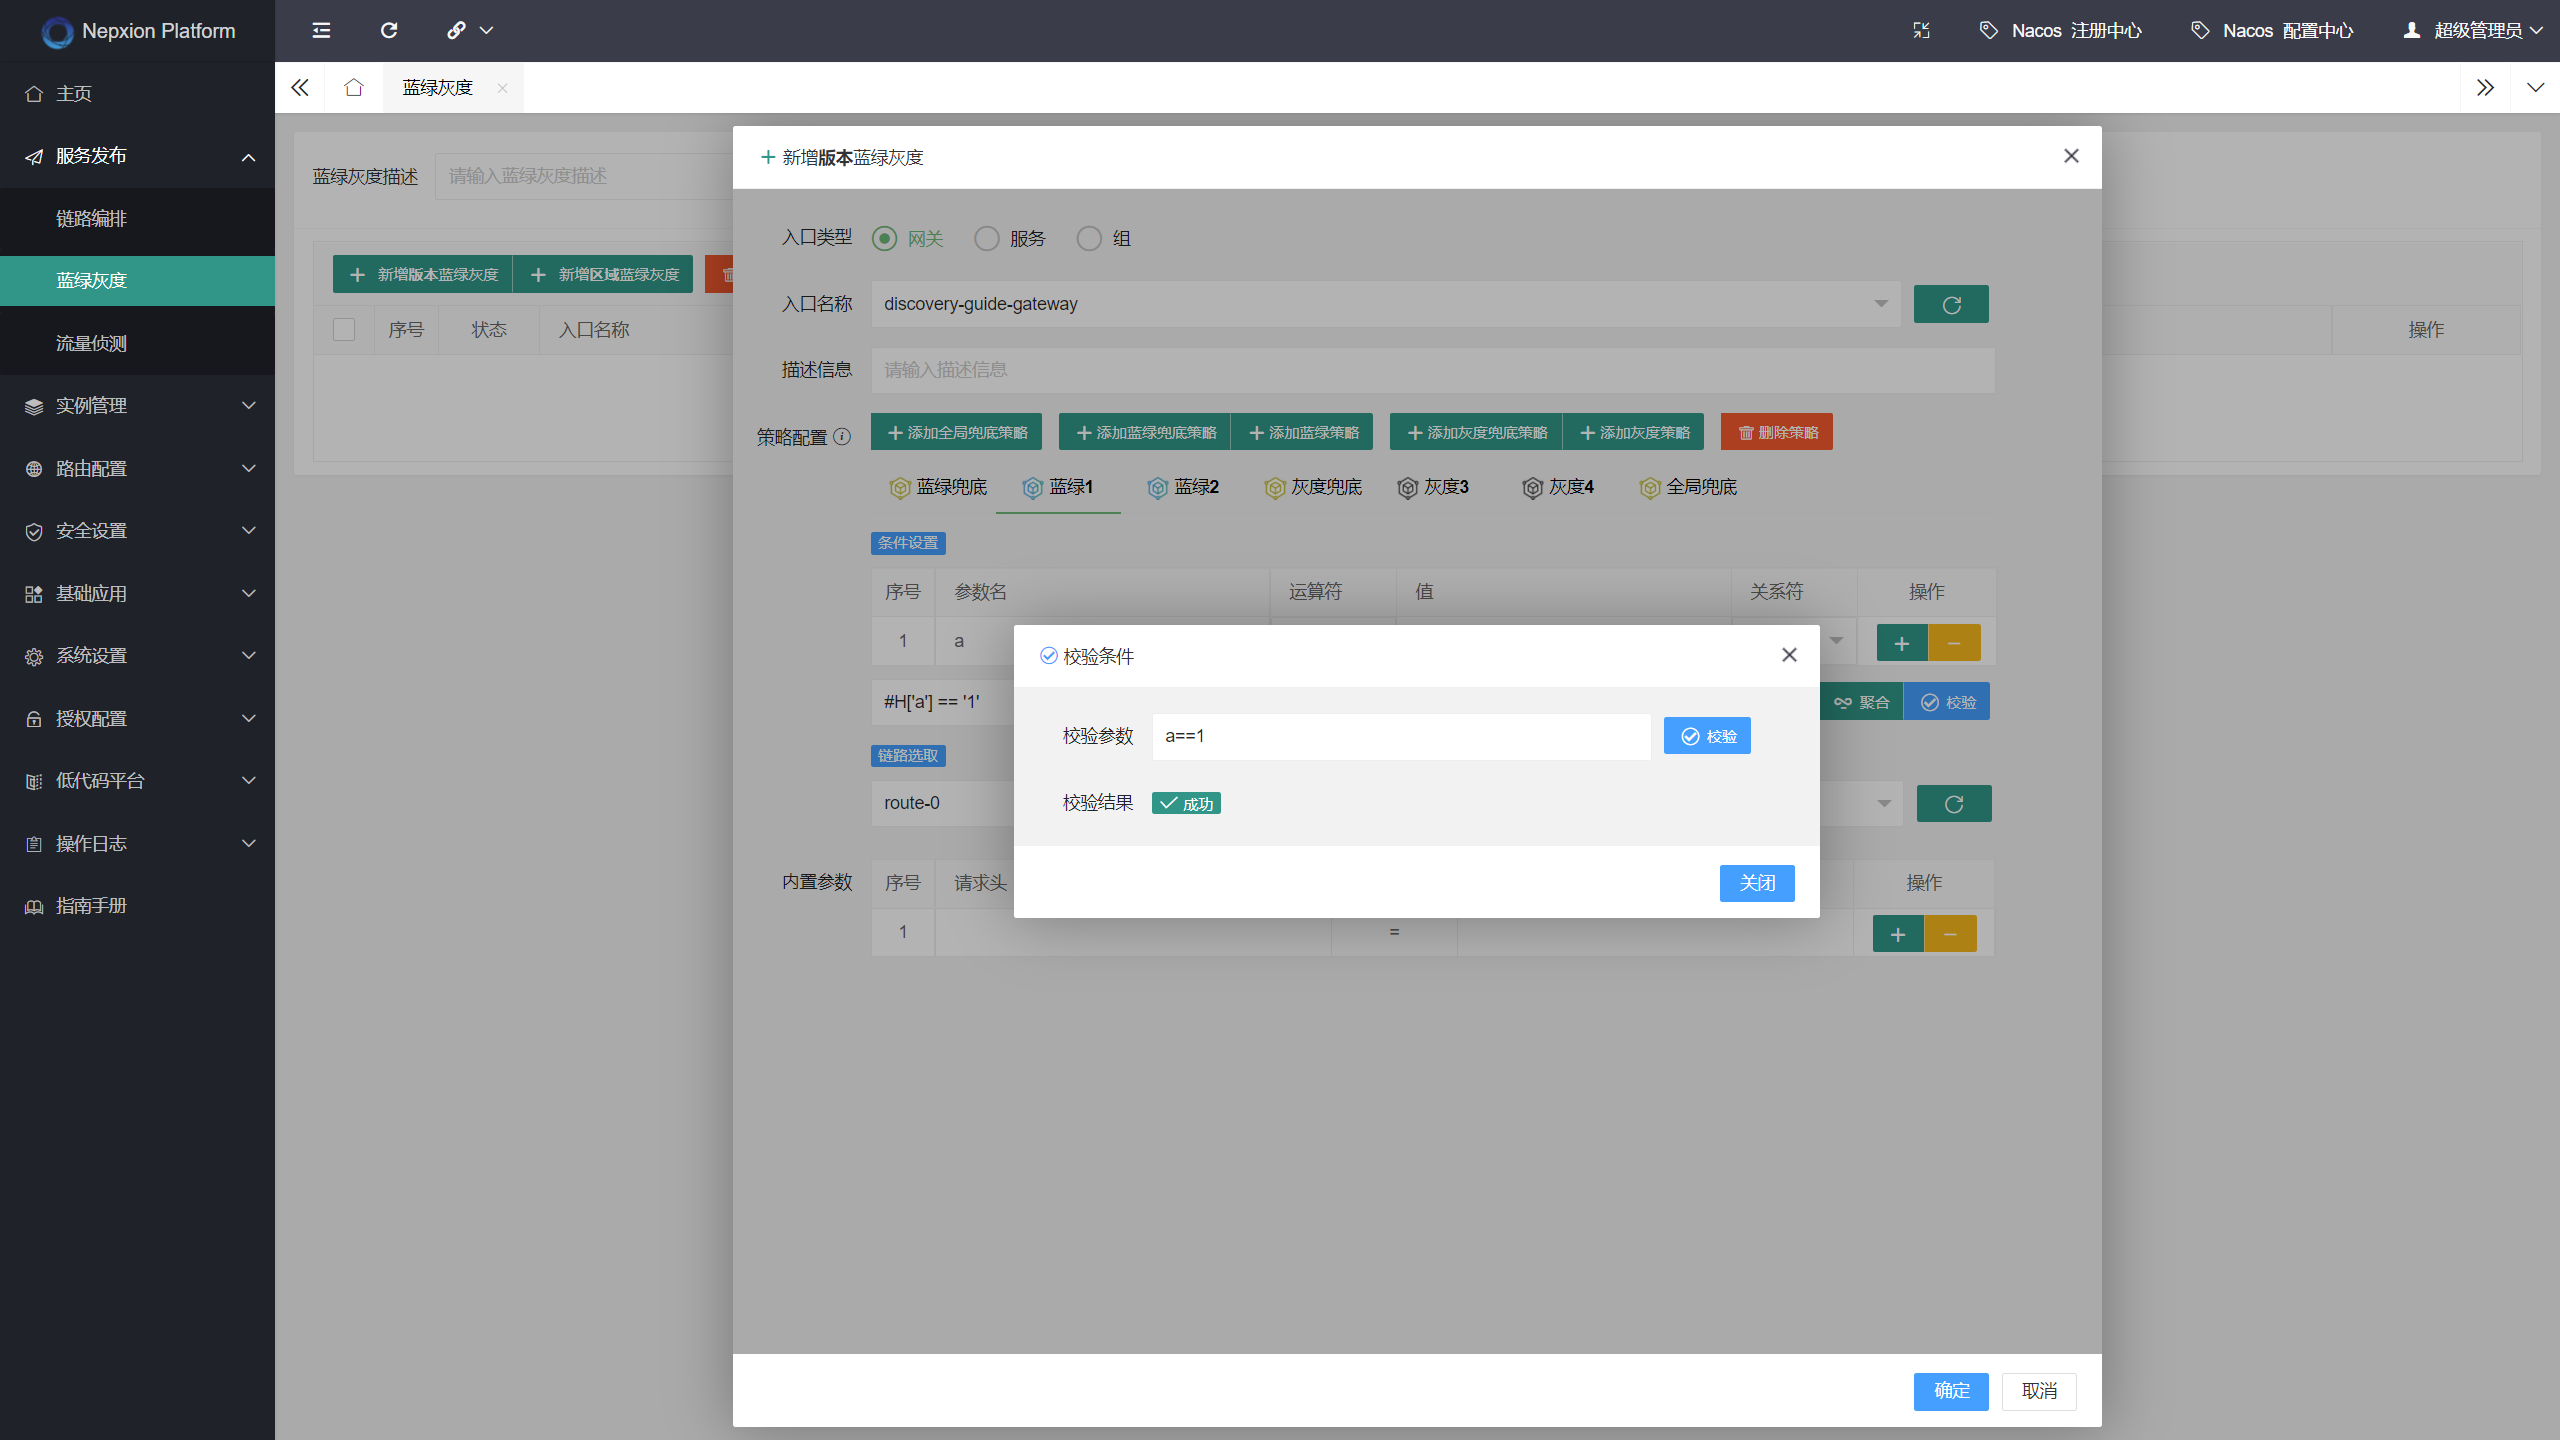 Nepxion Platform
Nacos 注册中心
Nacos 配置中心
超级管理员
主页
服务发布
链路编排
蓝绿灰度
流量侦测
实例管理
路由配置
安全设置
基础应用
系统设置
授权配置
低代码平台
操作日志
指南手册
蓝绿灰度
蓝绿灰度描述 请输入蓝绿灰度描述
新增版本蓝绿灰度 新增区域蓝绿灰度
序号 状态 入口名称 操作
新增版本蓝绿灰度
入口类型 网关 服务 组
入口名称 discovery-guide-gateway
描述信息 请输入描述信息
策略配置 添加全局兜底策略 添加蓝绿兜底策略 添加蓝绿策略 添加灰度兜底策略 添加灰度策略 删除策略
蓝绿兜底 蓝绿1 蓝绿2 灰度兜底 灰度3 灰度4 全局兜底
条件设置
序号 参数名 运算符 值 关系符 操作
1 a
#H['a'] == '1' 聚合 校验
链路选取
route-0
内置参数 序号 请求头 操作
1 =
校验条件
校验参数 a==1 校验
校验结果 成功
关闭
确定 取消